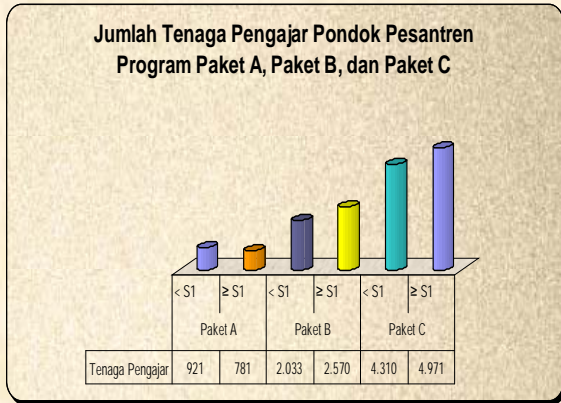 Jumlah Tenaga Pengajar Pondok Pesantren
Program Paket A, Paket B, dan Paket C
< S1 ≥ S1 < S1 ≥ S1 < S1 ≥ S1
Paket A Paket B Paket C
Tenaga Pengajar 921 781 2.033 2.570 4.310 4.971